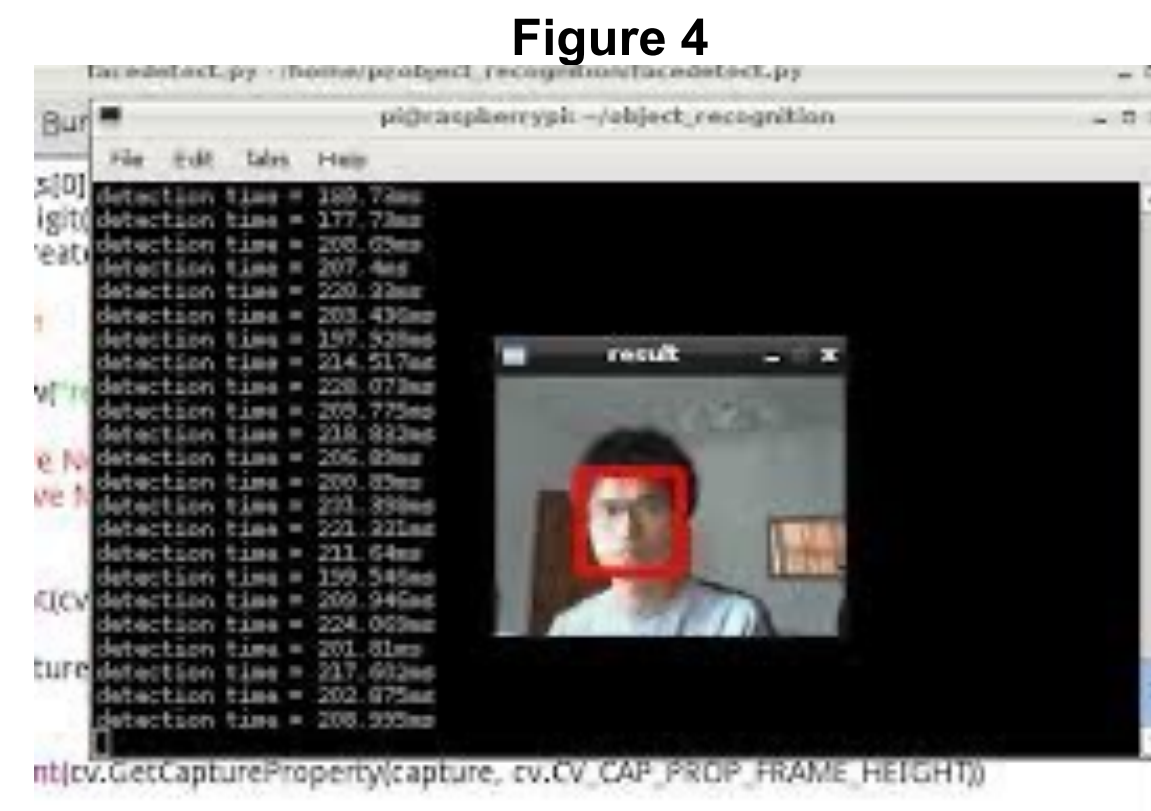 Figure 4
facedetect.py - /home/pi/object_recognition/facedetect.py
pi@raspberrypi: ~/object_recognition
File Edit Tabs Help
detection time = 189.73ms
detection time = 177.73ms
detection time = 208.69ms
detection time = 207.4ms
detection time = 220.33ms
detection time = 203.436ms
detection time = 197.928ms
detection time = 214.517ms
detection time = 228.073ms
detection time = 209.775ms
detection time = 218.832ms
detection time = 206.89ms
detection time = 200.89ms
detection time =
detection time = 221.331ms
detection time = 211.64ms
detection time = 199.546ms
detection time = 209.946ms
detection time = 224.069ms
detection time = 201.81ms
detection time = 217.602ms
detection time = 202.875ms
detection time = 208.995ms
result
nt(cv.GetCaptureProperty(capture, cv.CV_CAP_PROP_FRAME_HEIGHT))